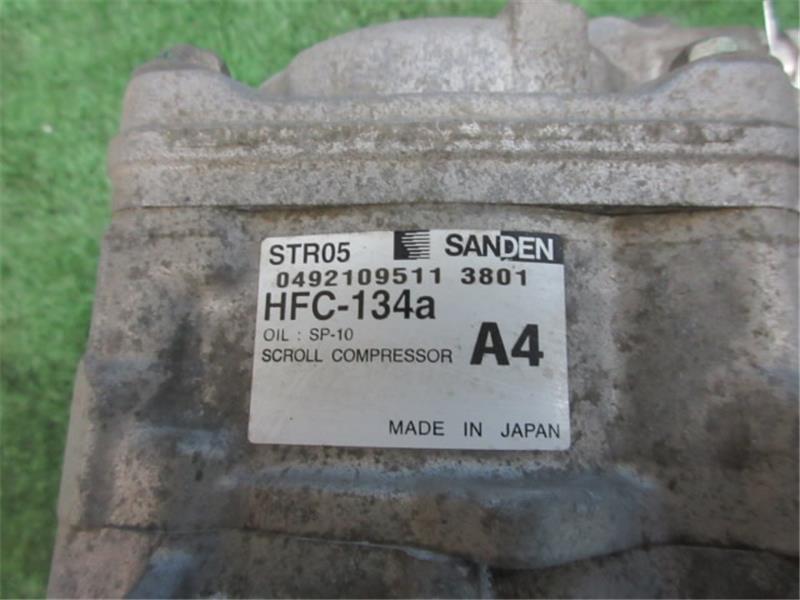 STR05 SANDEN
0492109511 3801
HFC-134a
OIL : SP-10
SCROLL COMPRESSOR A4
MADE IN JAPAN